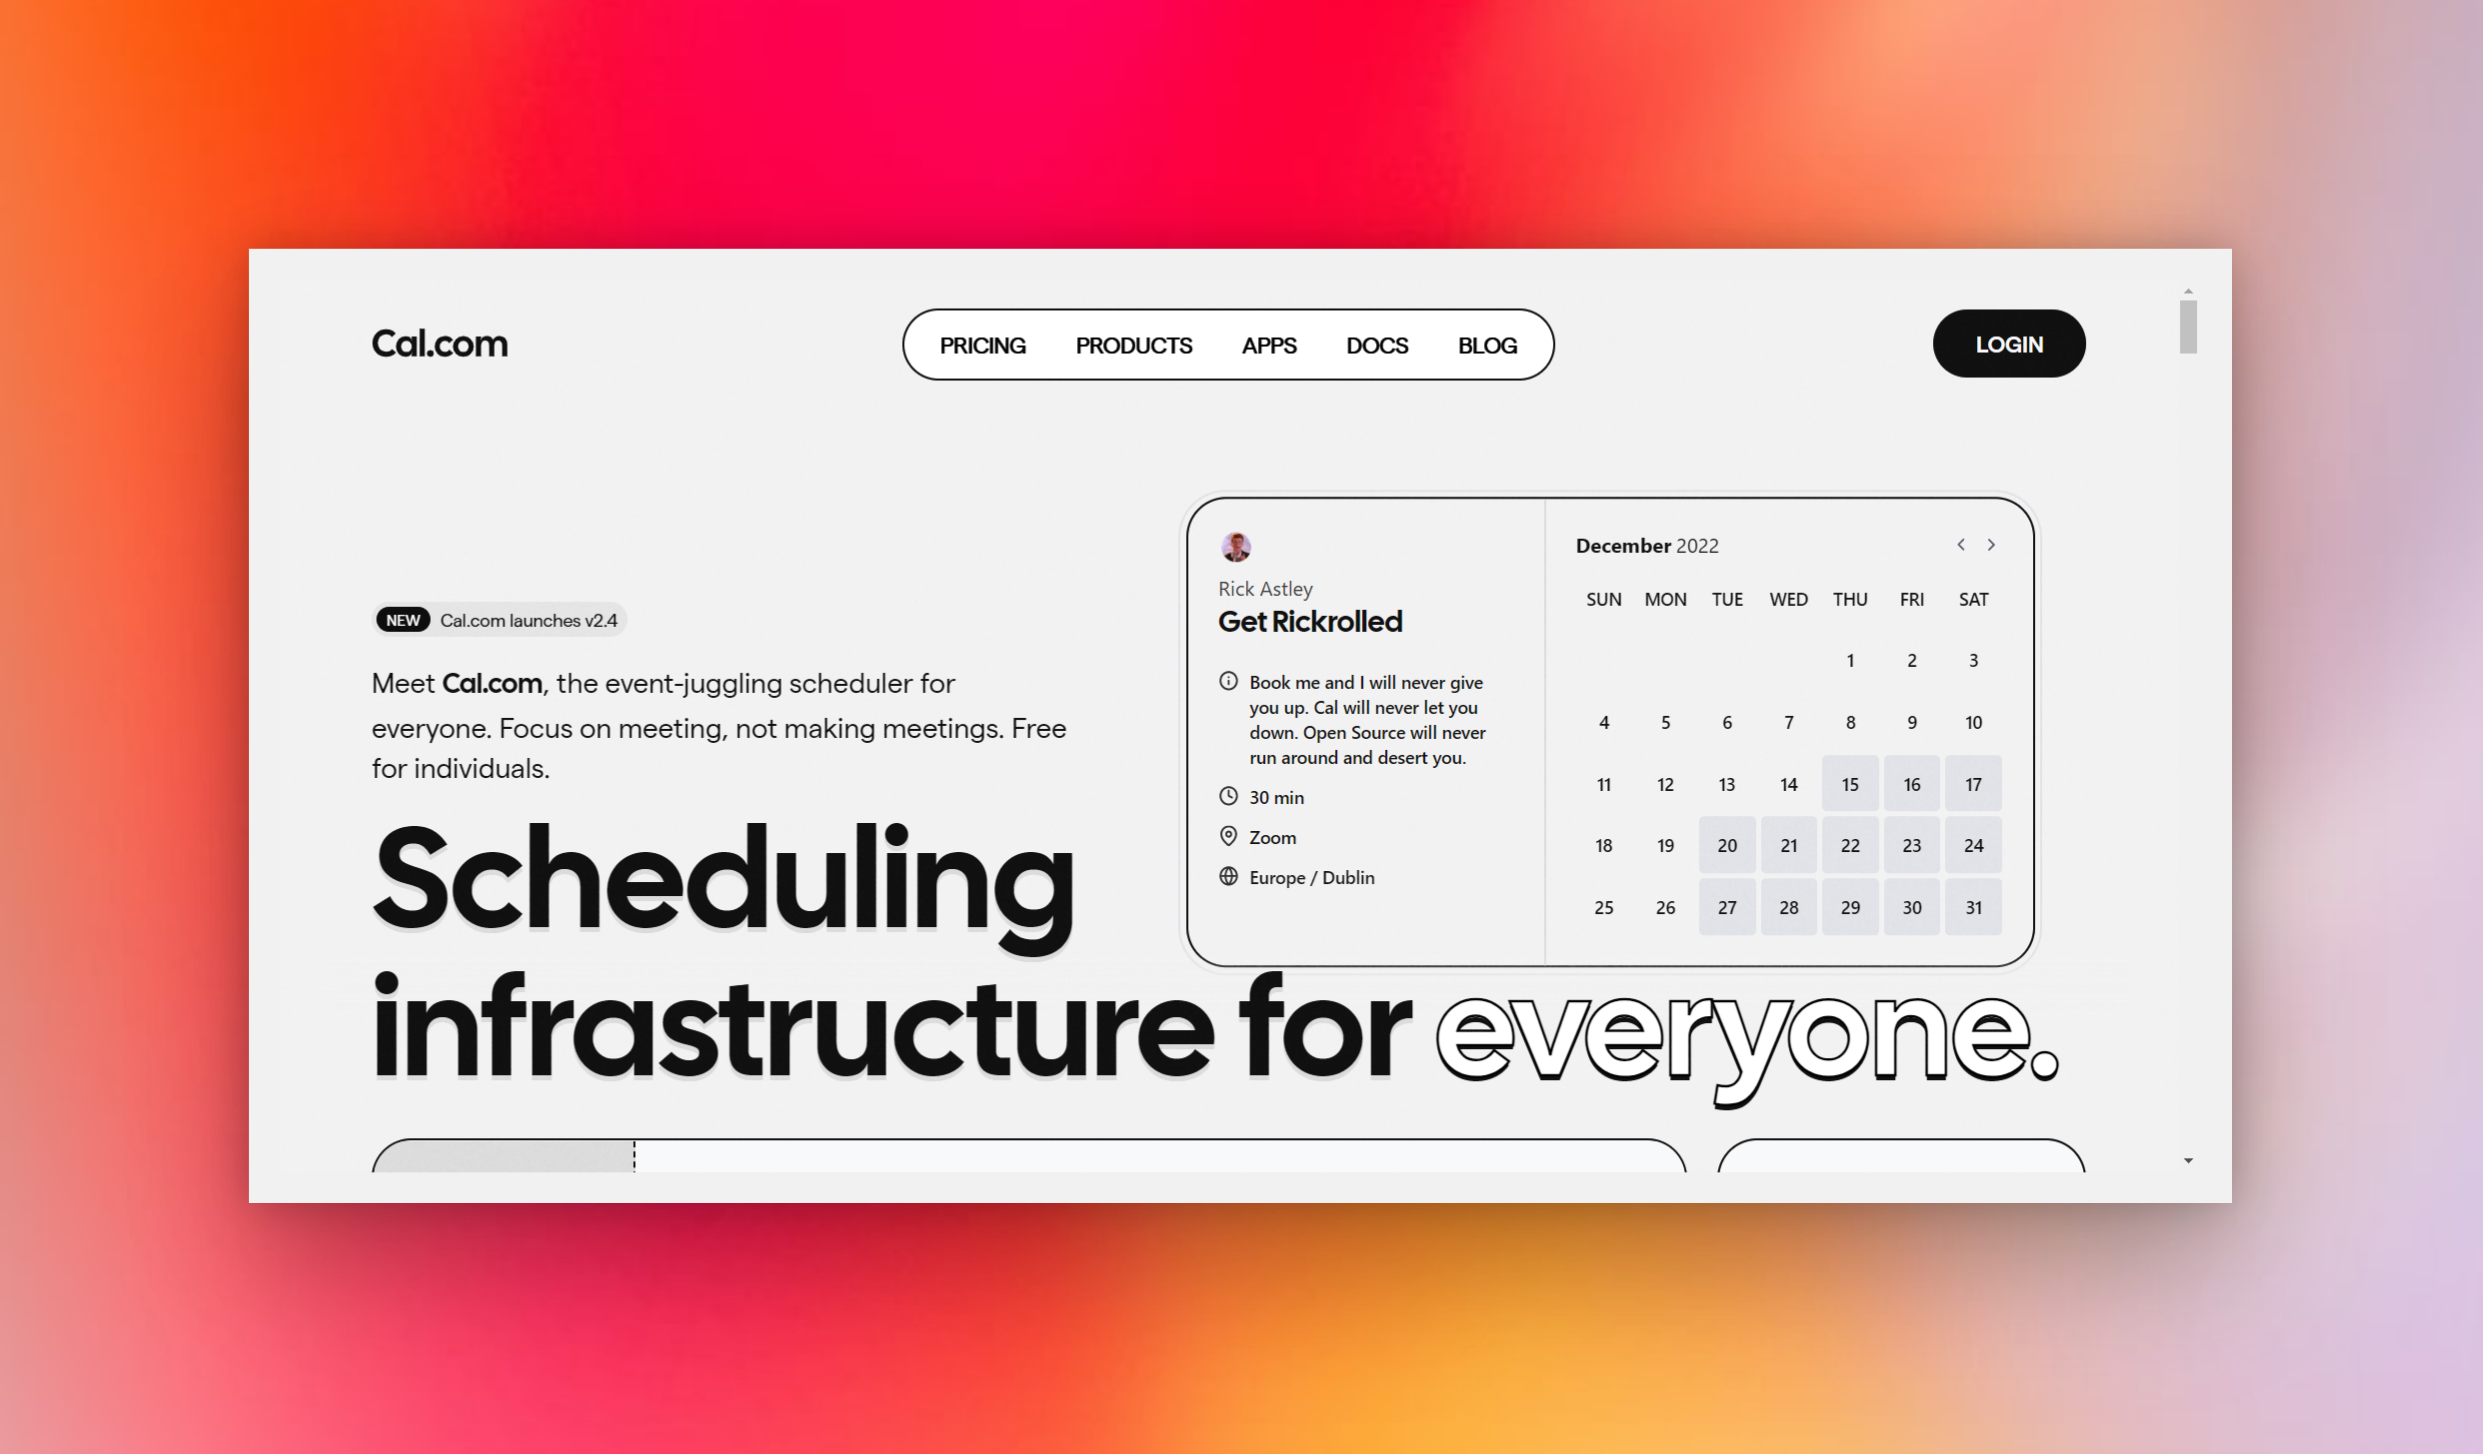 Cal.com
PRICING PRODUCTS APPS DOCS BLOG
LOGIN
NEW Cal.com launches v2.4
Meet Cal.com, the event-juggling scheduler for
everyone. Focus on meeting, not making meetings. Free
for individuals.
Rick Astley
Get Rickrolled
Book me and I will never give
you up. Cal will never let you
down. Open Source will never
run around and desert you.
30 min
Zoom
Europe / Dublin
December 2022
SUN MON TUE WED THU FRI SAT
1 2 3
4 5 6 7 8 9 10
11 12 13 14 15 16 17
18 19 20 21 22 23 24
25 26 27 28 29 30 31
Scheduling
infrastructure for everyone.